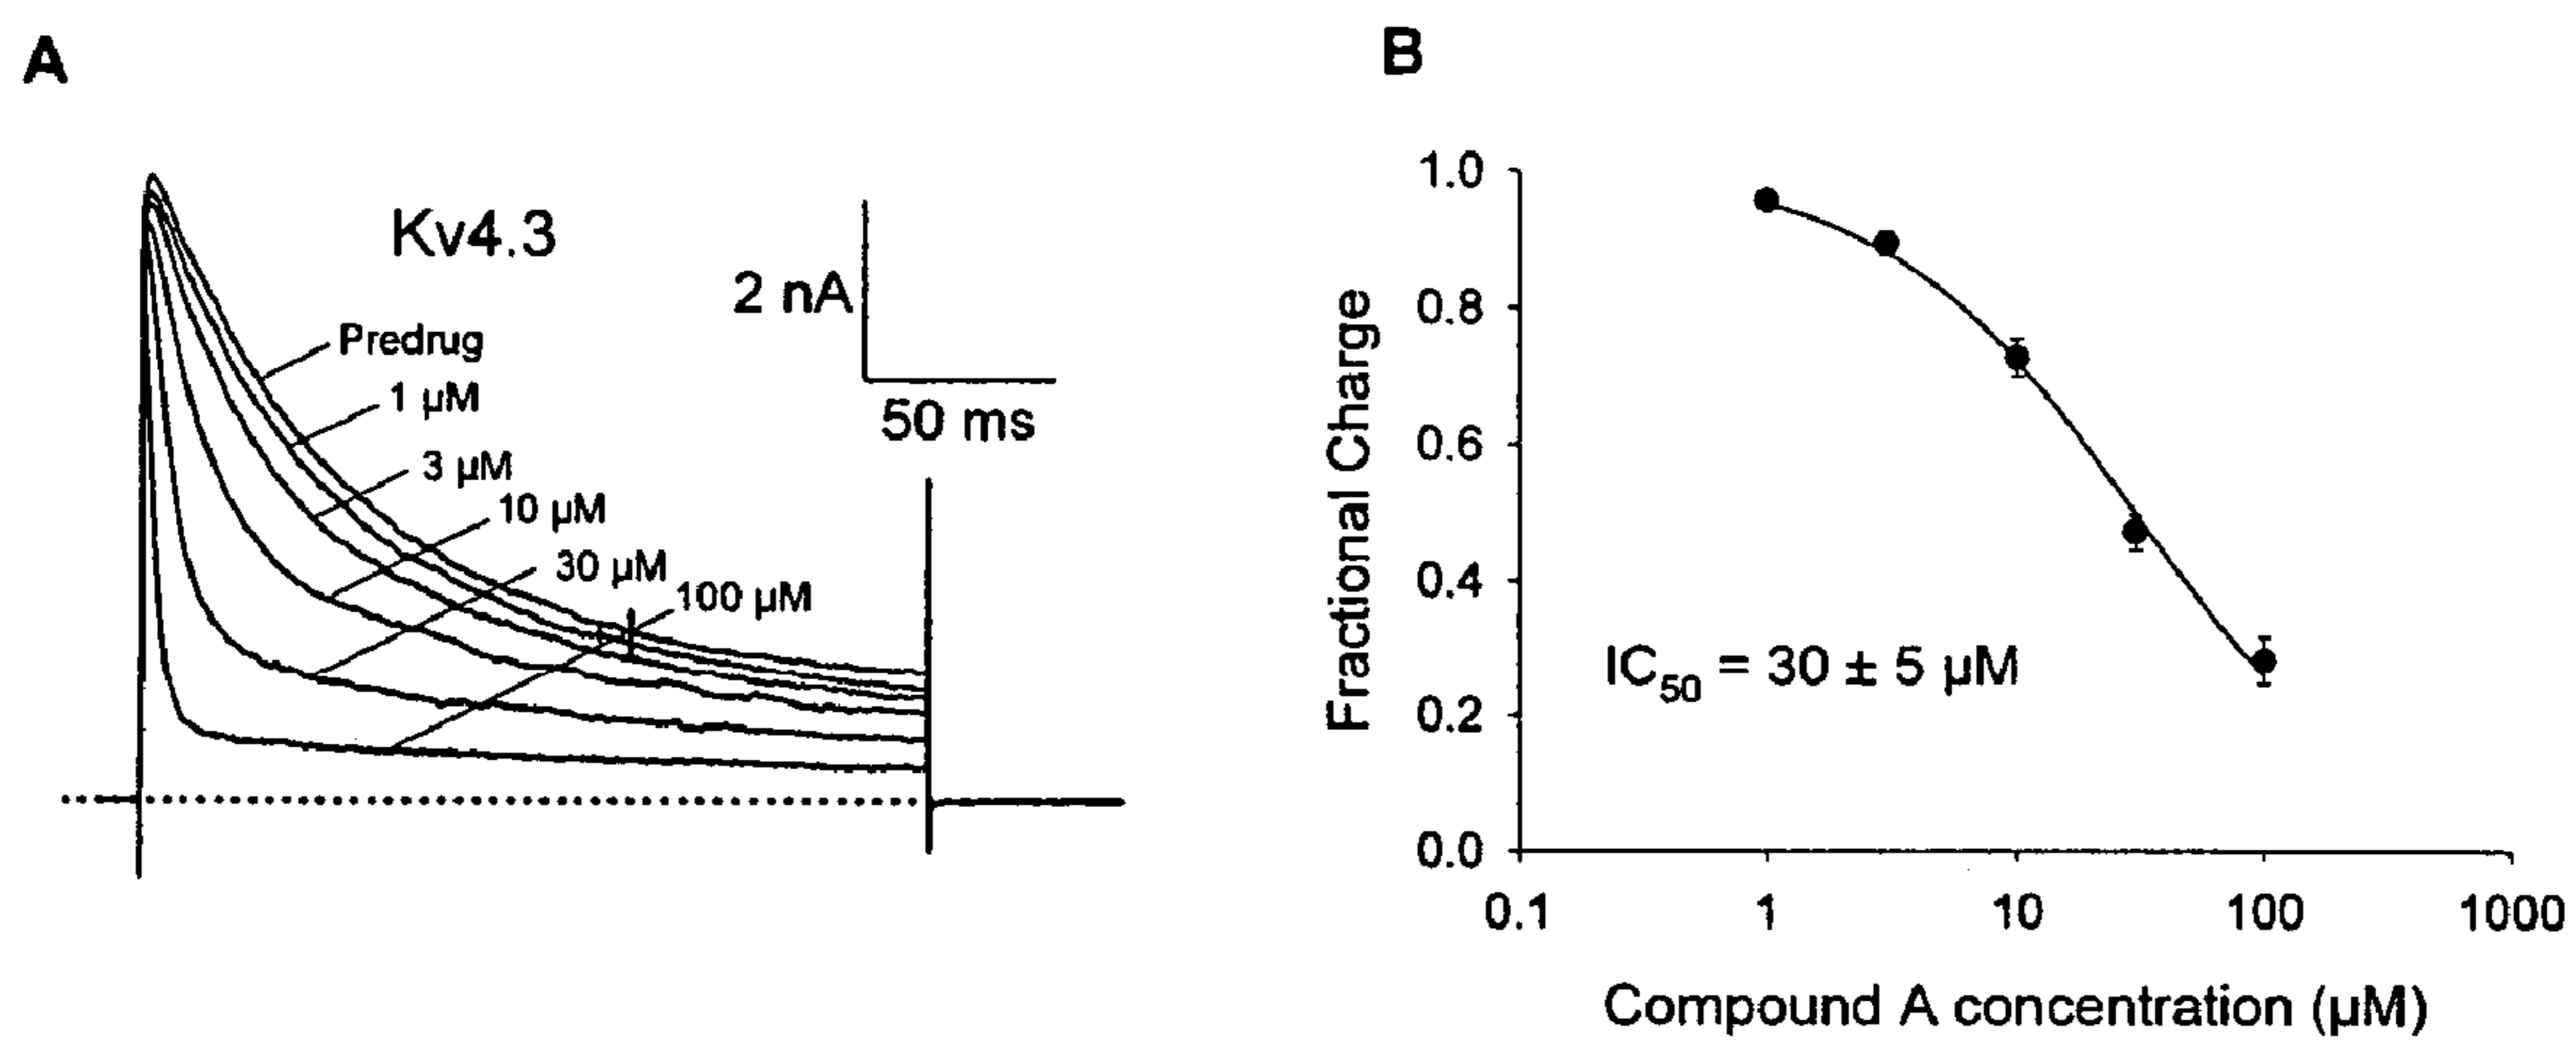 A
Kv4.3
2 nA
50 ms
Predrug
1 µM
3 µM
10 µM
30 µM
100 µM
B
Fractional Charge
1.0
0.8
0.6
0.4
0.2
0.0
IC50 = 30 ± 5 µM
0.1 1 10 100 1000
Compound A concentration (µM)